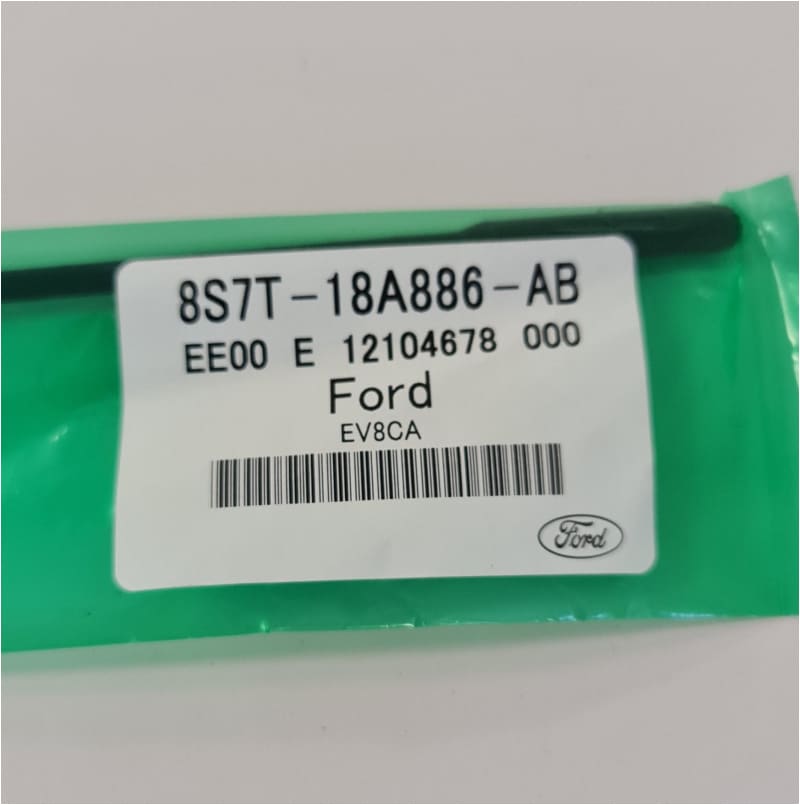 8S7T-18A886-AB
EE00 E 12104678 000
Ford
EV8CA
Ford